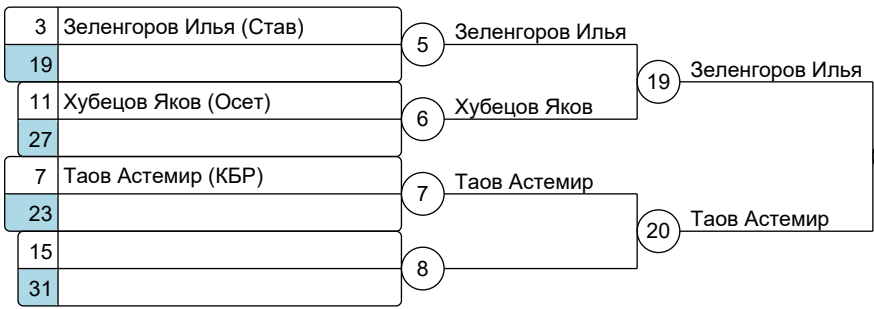 3 Зеленгоров Илья (Став)
19
11 Хубецов Яков (Осет)
27
7 Таов Астемир (КБР)
23
15
31
5 Зеленгоров Илья
6 Хубецов Яков
7 Таов Астемир
8
19 Зеленгоров Илья
20 Таов Астемир